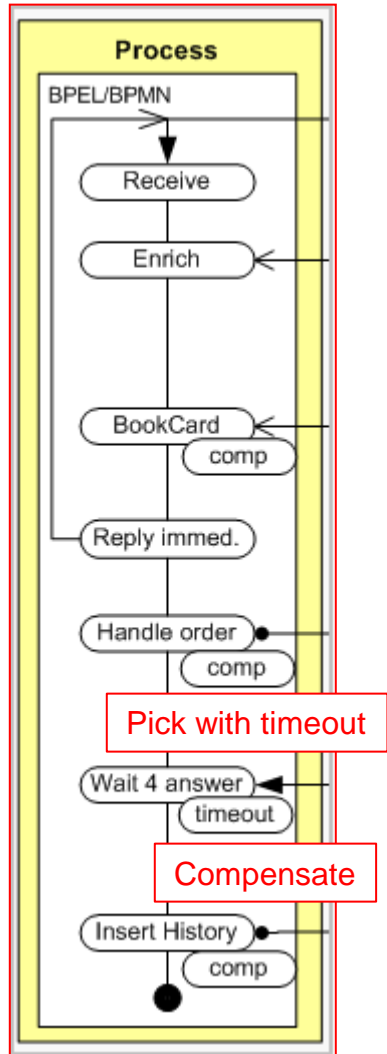 Process
BPEL/BPMN
Receive
Enrich
BookCard
comp
Reply immed.
Handle order
comp
Pick with timeout
Wait 4 answer
timeout
Compensate
Insert History
comp